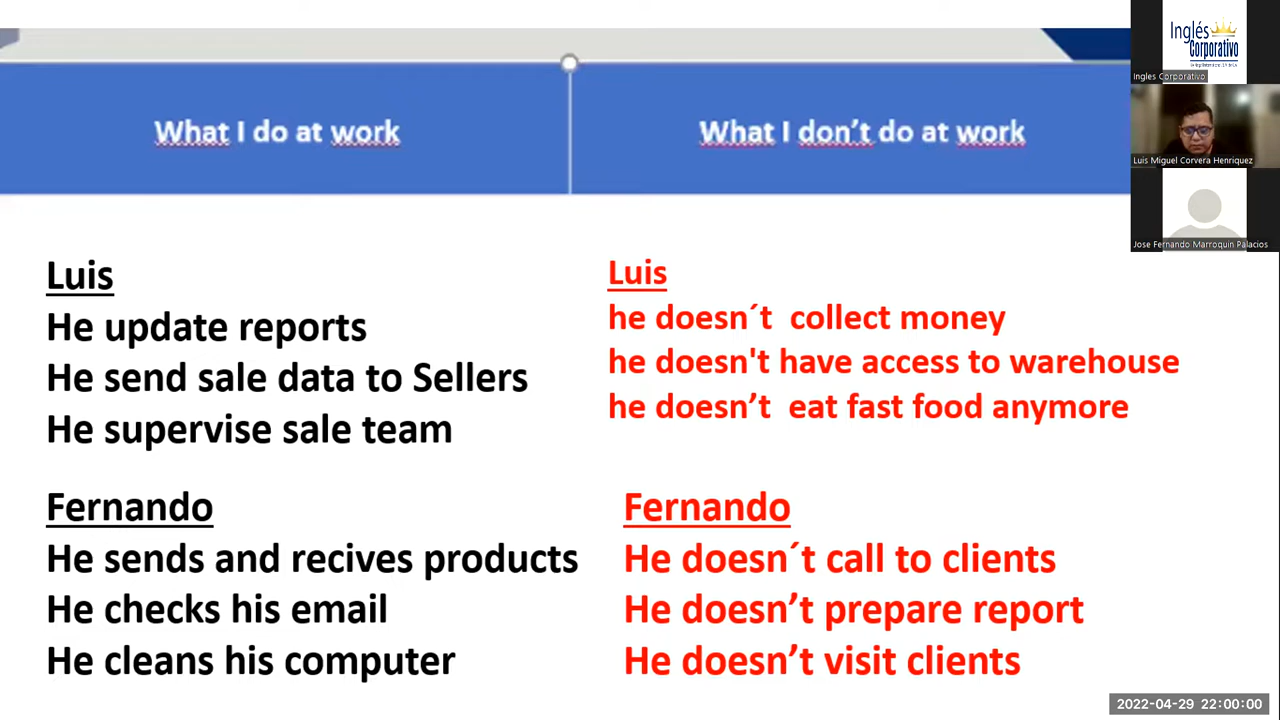 What I do at work
What I don't do at work
Luis
He update reports
He send sale data to Sellers
He supervise sale team
Luis
he doesn´t  collect money
he doesn't have access to warehouse
he doesn’t  eat fast food anymore
Fernando
He sends and recives products
He checks his email
He cleans his computer
Fernando
He doesn´t call to clients
He doesn’t prepare report
He doesn’t visit clients
Inglés
Corporativo
Ingles Corporativo
Luis Miguel Corvera Henriquez
Jose Fernando Marroquin Palacios
2022-04-29 22:00:00